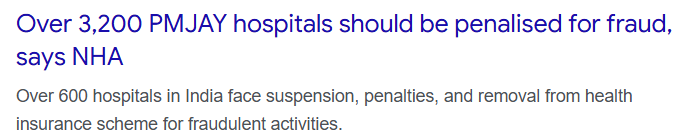 Over 3,200 PMJAY hospitals should be penalised for fraud,
says NHA
Over 600 hospitals in India face suspension, penalties, and removal from health
insurance scheme for fraudulent activities.